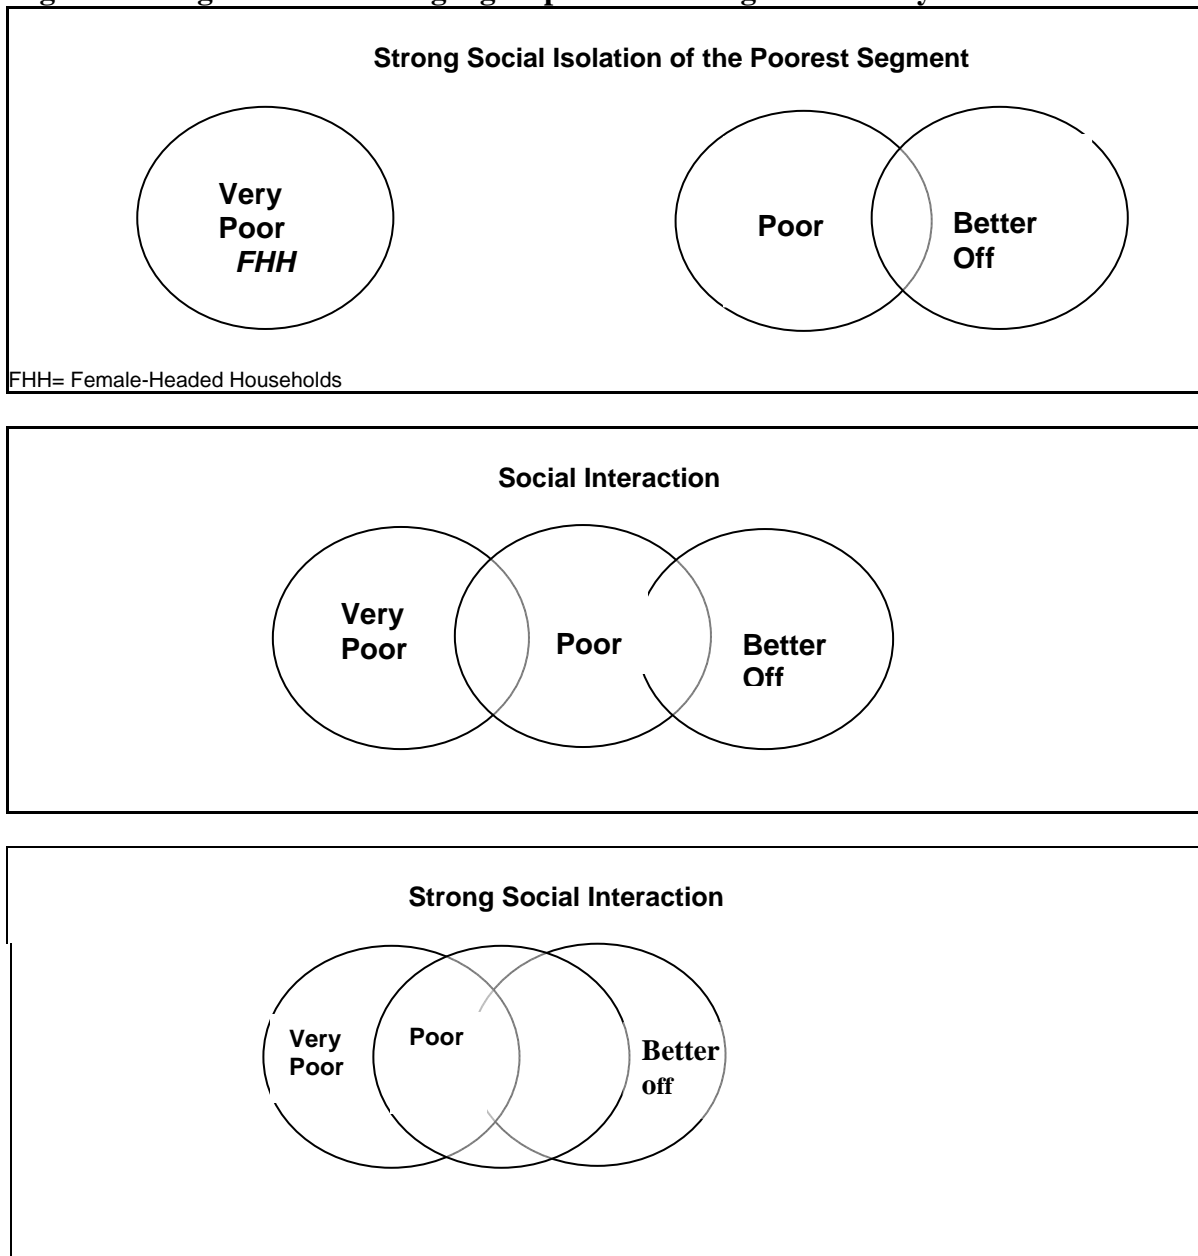 Strong Social Isolation of the Poorest Segment
Very
Poor
FHH
Poor
Better
Off
FHH= Female-Headed Households
Social Interaction
Very
Poor
Poor
Better
Off
Strong Social Interaction
Very
Poor
Poor
Better
off